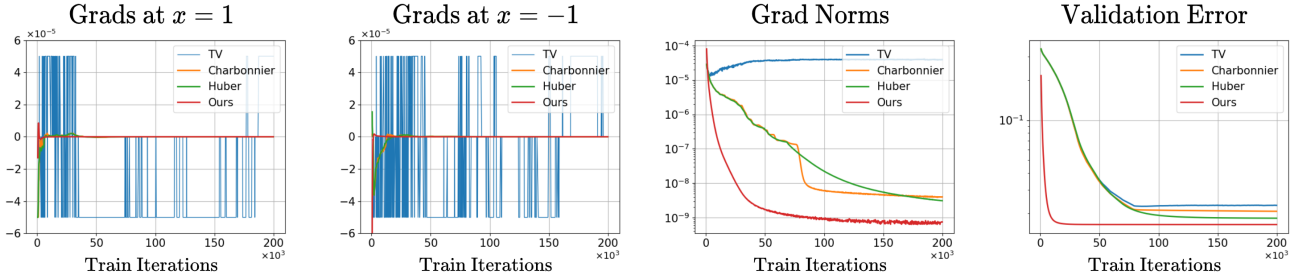 Grads at x = 1
×10⁻⁵
6
4
2
0
−2
−4
−6
TV
Charbonnier
Huber
Ours
0 50 100 150 200
×10³
Train Iterations
Grads at x = −1
×10⁻⁵
6
4
2
0
−2
−4
−6
TV
Charbonnier
Huber
Ours
0 50 100 150 200
×10³
Train Iterations
Grad Norms
10⁻⁴
10⁻⁵
10⁻⁶
10⁻⁷
10⁻⁸
10⁻⁹
TV
Charbonnier
Huber
Ours
0 50 100 150 200
×10³
Train Iterations
Validation Error
10⁻¹
TV
Charbonnier
Huber
Ours
0 50 100 150 200
×10³
Train Iterations